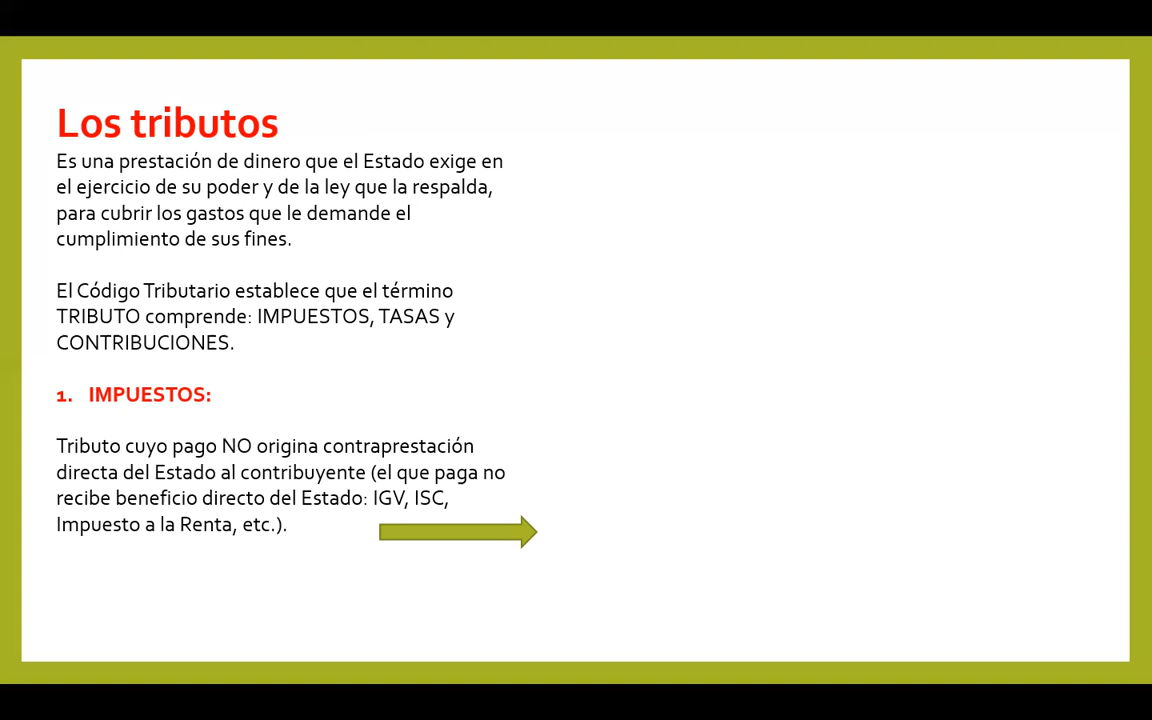 Los tributos
Es una prestación de dinero que el Estado exige en
el ejercicio de su poder y de la ley que la respalda,
para cubrir los gastos que le demande el
cumplimiento de sus fines.
El Código Tributario establece que el término
TRIBUTO comprende: IMPUESTOS, TASAS y
CONTRIBUCIONES.
1. IMPUESTOS:
Tributo cuyo pago NO origina contraprestación
directa del Estado al contribuyente (el que paga no
recibe beneficio directo del Estado: IGV, ISC,
Impuesto a la Renta, etc.).